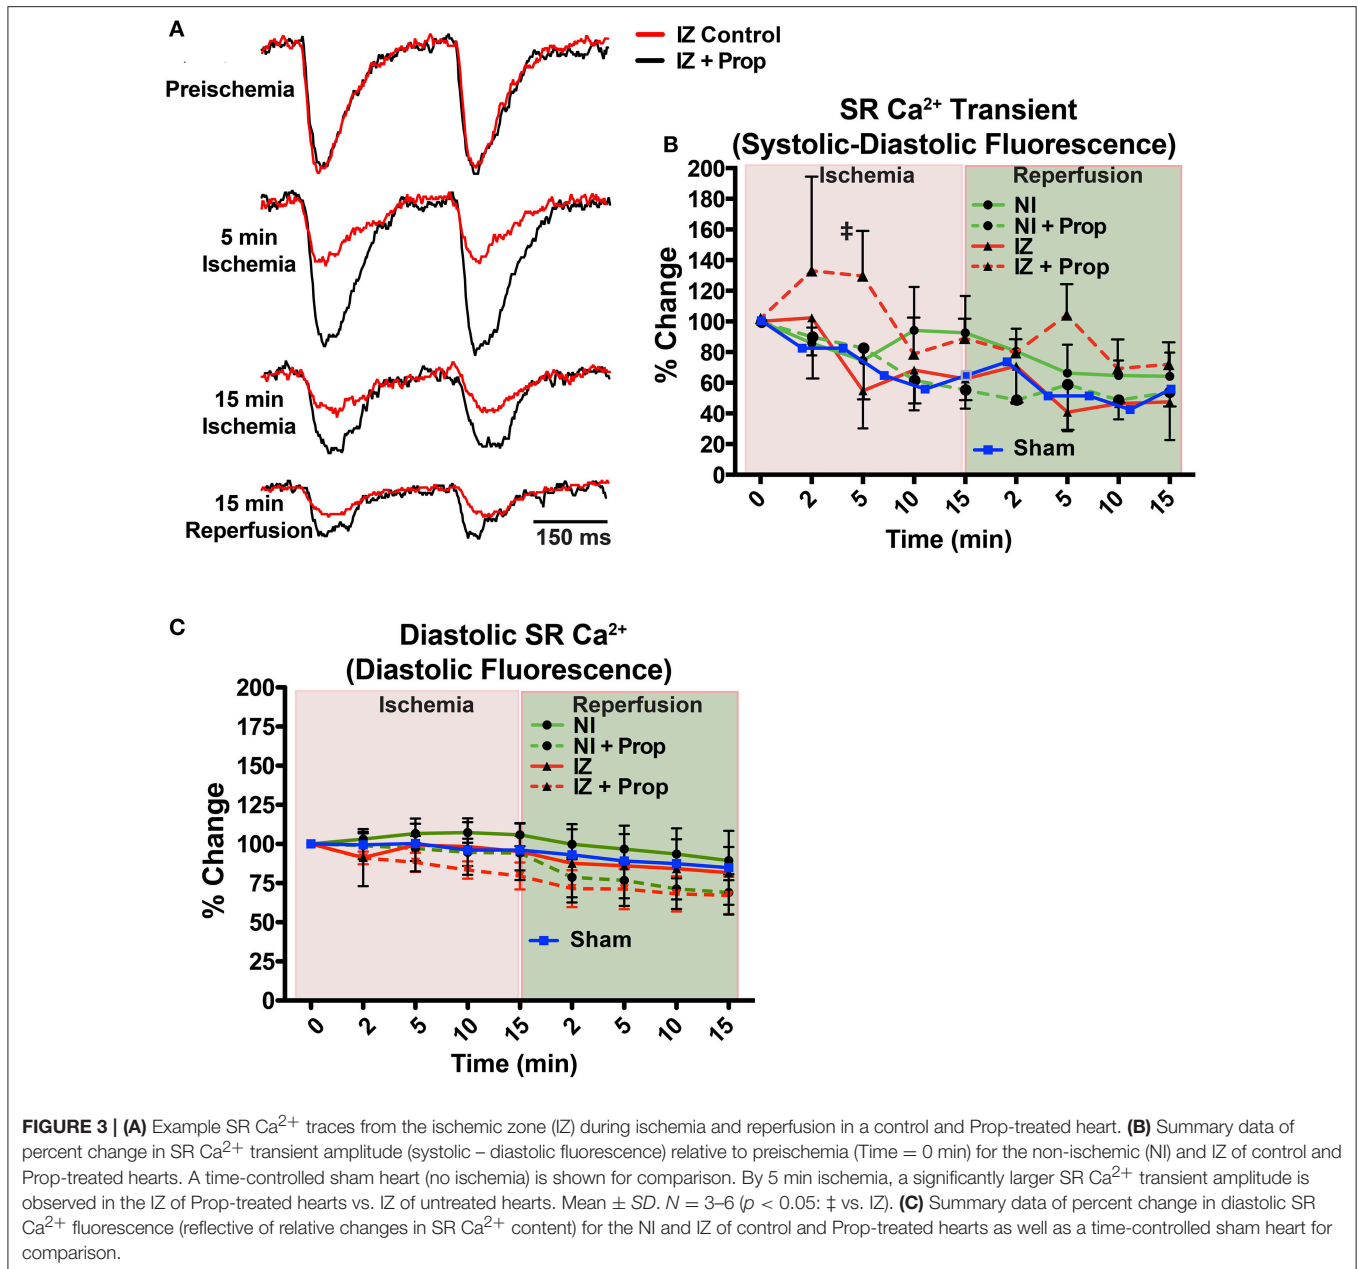 A
IZ Control
IZ + Prop
Preischemia
5 min
Ischemia
15 min
Ischemia
15 min
Reperfusion
150 ms
B
SR Ca²⁺ Transient
(Systolic-Diastolic Fluorescence)
Ischemia
Reperfusion
NI
NI + Prop
IZ
IZ + Prop
‡
Sham
% Change
200
180
160
140
120
100
80
60
40
20
0
0 2 5 10 15 2 5 10 15
Time (min)
C
Diastolic SR Ca²⁺
(Diastolic Fluorescence)
Ischemia
Reperfusion
NI
NI + Prop
IZ
IZ + Prop
Sham
% Change
200
175
150
125
100
75
50
25
0
0 2 5 10 15 2 5 10 15
Time (min)
FIGURE 3 | (A) Example SR Ca²⁺ traces from the ischemic zone (IZ) during ischemia and reperfusion in a control and Prop-treated heart. (B) Summary data of
percent change in SR Ca²⁺ transient amplitude (systolic – diastolic fluorescence) relative to preischemia (Time = 0 min) for the non-ischemic (NI) and IZ of control and
Prop-treated hearts. A time-controlled sham heart (no ischemia) is shown for comparison. By 5 min ischemia, a significantly larger SR Ca²⁺ transient amplitude is
observed in the IZ of Prop-treated hearts vs. IZ of untreated hearts. Mean ± SD. N = 3–6 (p < 0.05: ‡ vs. IZ). (C) Summary data of percent change in diastolic SR
Ca²⁺ fluorescence (reflective of relative changes in SR Ca²⁺ content) for the NI and IZ of control and Prop-treated hearts as well as a time-controlled sham heart for
comparison.